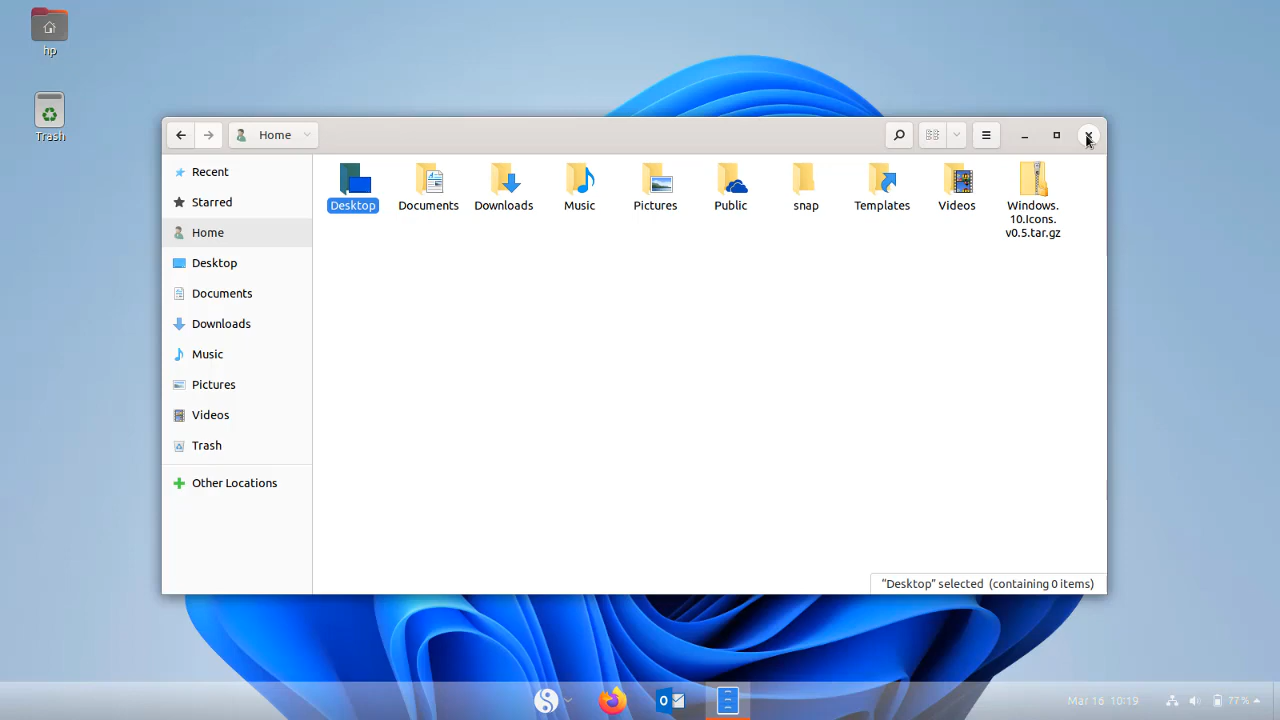 hp
Trash
Home
Recent
Starred
Home
Desktop
Documents
Downloads
Music
Pictures
Videos
Trash
Other Locations
Desktop
Documents
Downloads
Music
Pictures
Public
snap
Templates
Videos
Windows.
10.Icons.
v0.5.tar.gz
“Desktop” selected (containing 0 items)
Mar 16 10:19
77%